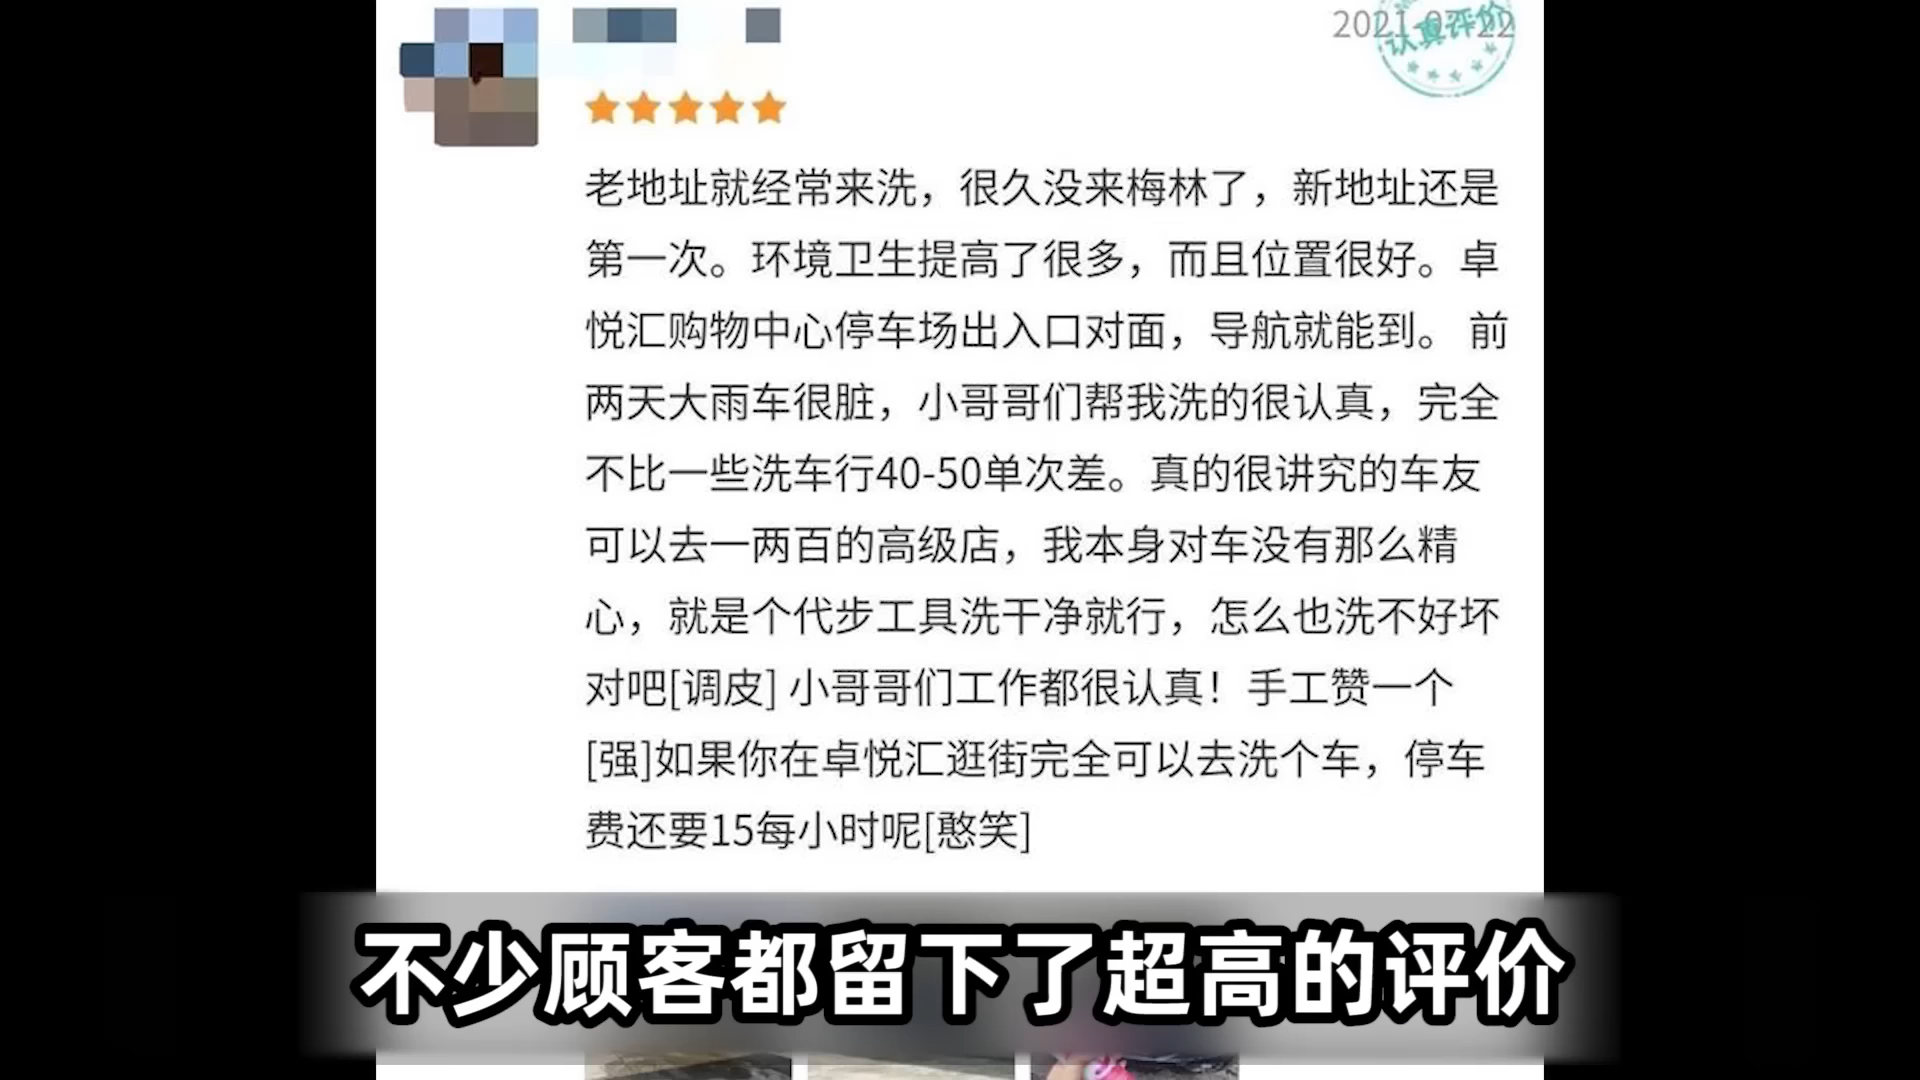 2021-07-22
认真评价
老地址就经常来洗，很久没来梅林了，新地址还是
第一次。环境卫生提高了很多，而且位置很好。卓
悦汇购物中心停车场出入口对面，导航就能到。 前
两天大雨车很脏，小哥哥们帮我洗的很认真，完全
不比一些洗车行40-50单次差。真的很讲究的车友
可以去一两百的高级店，我本身对车没有那么精
心，就是个代步工具洗干净就行，怎么也洗不好坏
对吧[调皮] 小哥哥们工作都很认真！手工赞一个
[强]如果你在卓悦汇逛街完全可以去洗个车，停车
费还要15每小时呢[憨笑]
不少顾客都留下了超高的评价